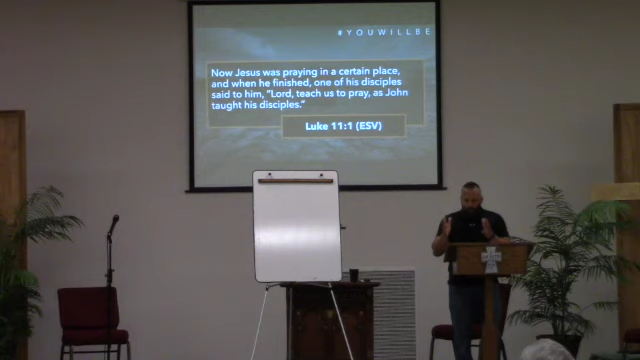 #YOUWILLBE
Now Jesus was praying in a certain place,
and when he finished, one of his disciples
said to him, "Lord, teach us to pray, as John
taught his disciples."
Luke 11:1 (ESV)